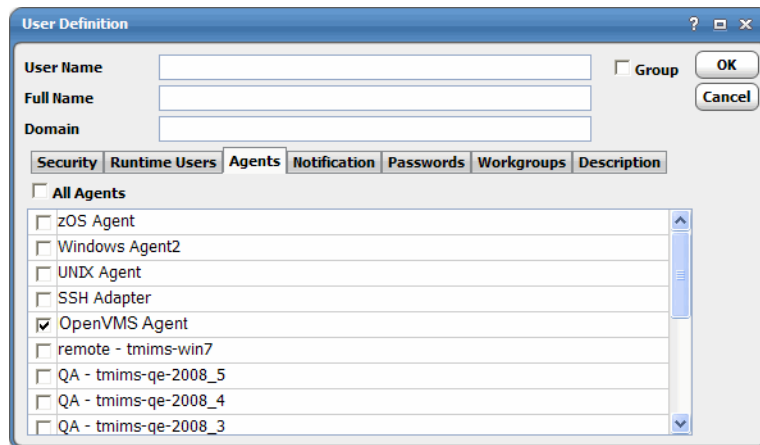 User Definition ?
User Name
Group
OK
Full Name
Cancel
Domain
Security Runtime Users Agents Notification Passwords Workgroups Description
All Agents
zOS Agent
Windows Agent2
UNIX Agent
SSH Adapter
OpenVMS Agent
remote - tmims-win7
QA - tmims-qe-2008_5
QA - tmims-qe-2008_4
QA - tmims-qe-2008_3